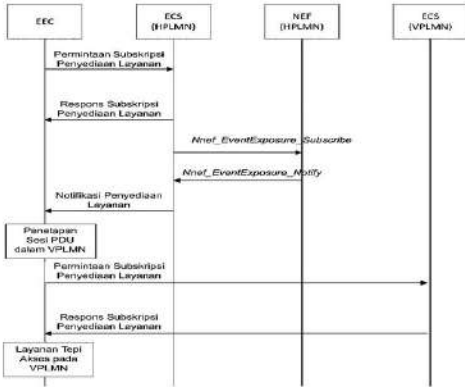 EEC
ECS
(HPLMN)
NEF
(HPLMN)
ECS
(VPLMN)
Permintaan Subskripsi
Penyediaan Layanan
Respons Subskripsi
Penyediaan Layanan
Nnef_EventExposure_Subscribe
Nnef_EventExposure_Notify
Notifikasi Penyediaan
Layanan
Penetapan
Sesi PDU
dalam VPLMN
Permintaan Subskripsi
Penyediaan Layanan
Respons Subskripsi
Penyediaan Layanan
Layanan Tepi
Akses pada
VPLMN